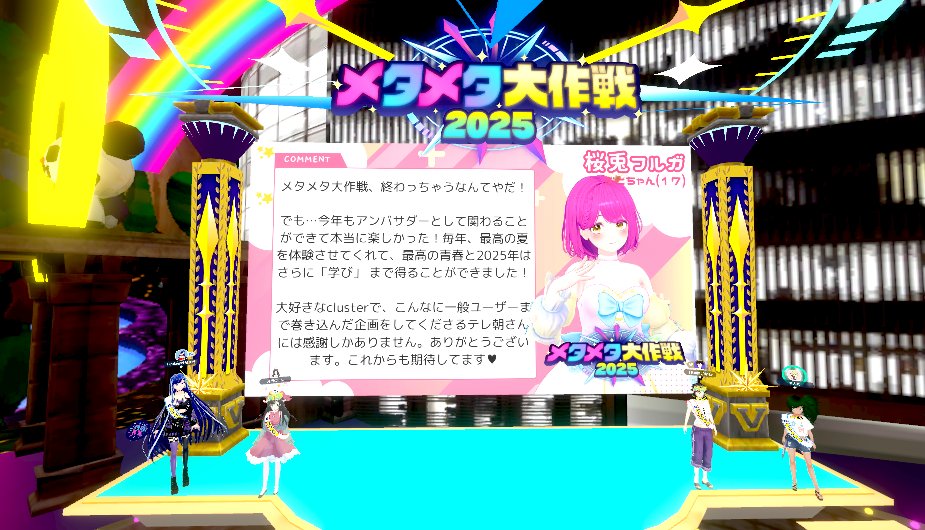 メタメタ大作戦
2025
COMMENT
メタメタ大作戦、終わっちゃうなんてやだ！
でも…今年もアンバサダーとして関わること
ができて本当に楽しかった！毎年、最高の夏
を体験させてくれて、最高の青春と2025年は
さらに「学び」まで得ることができました！
大好きなclusterで、こんなに一般ユーザーま
で巻き込んだ企画をしてくださるテレ朝さん
には感謝しかありません。ありがとうござい
ます。これからも期待してます♥
桜兎フルガ
ちゃん(17)
メタメタ大作戦
2025